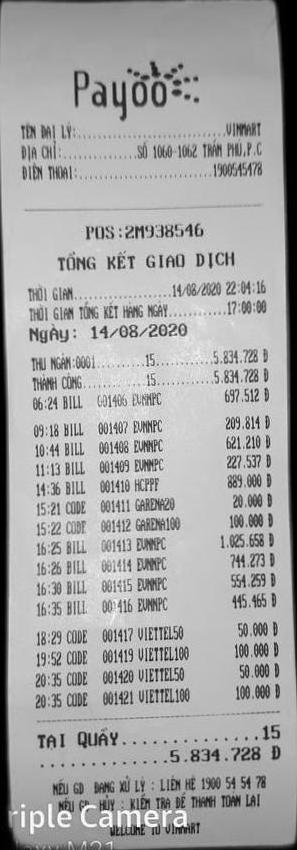 Payoo
TÊN ĐẠI LÝ:..............................VINMART
ĐỊA CHỈ:...............SỐ 1060-1062 TRẦN PHÚ,P.C
ĐIỆN THOẠI:...........................1900545478
POS:2M938546
TỔNG KẾT GIAO DỊCH
THỜI GIAN....................14/08/2020 22:04:16
THỜI GIAN TỔNG KẾT HÀNG NGÀY............17:00:00
Ngày: 14/08/2020
THU NGÂN:0001..........15............5.834.728 Đ
THÀNH CÔNG.............15............5.834.728 Đ
06:24 BILL 001406 EVNNPC 697.512 Đ
09:18 BILL 001407 EVNNPC 209.814 Đ
10:44 BILL 001408 EVNNPC 621.210 Đ
11:13 BILL 001409 EVNNPC 227.537 Đ
14:36 BILL 001410 HCPPF 889.000 Đ
15:21 CODE 001411 GARENA20 20.000 Đ
15:22 CODE 001412 GARENA100 100.000 Đ
16:25 BILL 001413 EVNNPC 1.025.658 Đ
16:26 BILL 001414 EVNNPC 744.273 Đ
16:30 BILL 001415 EVNNPC 554.259 Đ
16:35 BILL 001416 EVNNPC 445.465 Đ
18:29 CODE 001417 VIETTEL50 50.000 Đ
19:52 CODE 001419 VIETTEL100 100.000 Đ
20:35 CODE 001420 VIETTEL50 50.000 Đ
20:35 CODE 001421 VIETTEL100 100.000 Đ
TẠI QUẦY...............15
..............5.834.728 Đ
NẾU GD ĐANG XỬ LÝ : LIÊN HỆ 1900 54 54 78
NẾU GD HỦY : KIỂM TRA ĐỂ THANH TOÁN LẠI
riple Camera
WELCOME TO VINMART